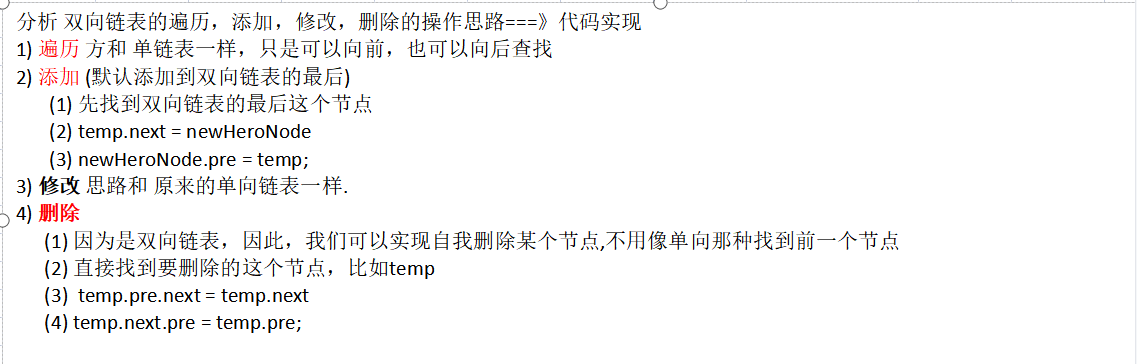 分析 双向链表的遍历，添加，修改，删除的操作思路===》代码实现
1) 遍历 方和 单链表一样，只是可以向前，也可以向后查找
2) 添加 (默认添加到双向链表的最后)
(1) 先找到双向链表的最后这个节点
(2) temp.next = newHeroNode
(3) newHeroNode.pre = temp;
3) 修改 思路和 原来的单向链表一样.
4) 删除
(1) 因为是双向链表，因此，我们可以实现自我删除某个节点,不用像单向那种找到前一个节点
(2) 直接找到要删除的这个节点，比如temp
(3) temp.pre.next = temp.next
(4) temp.next.pre = temp.pre;